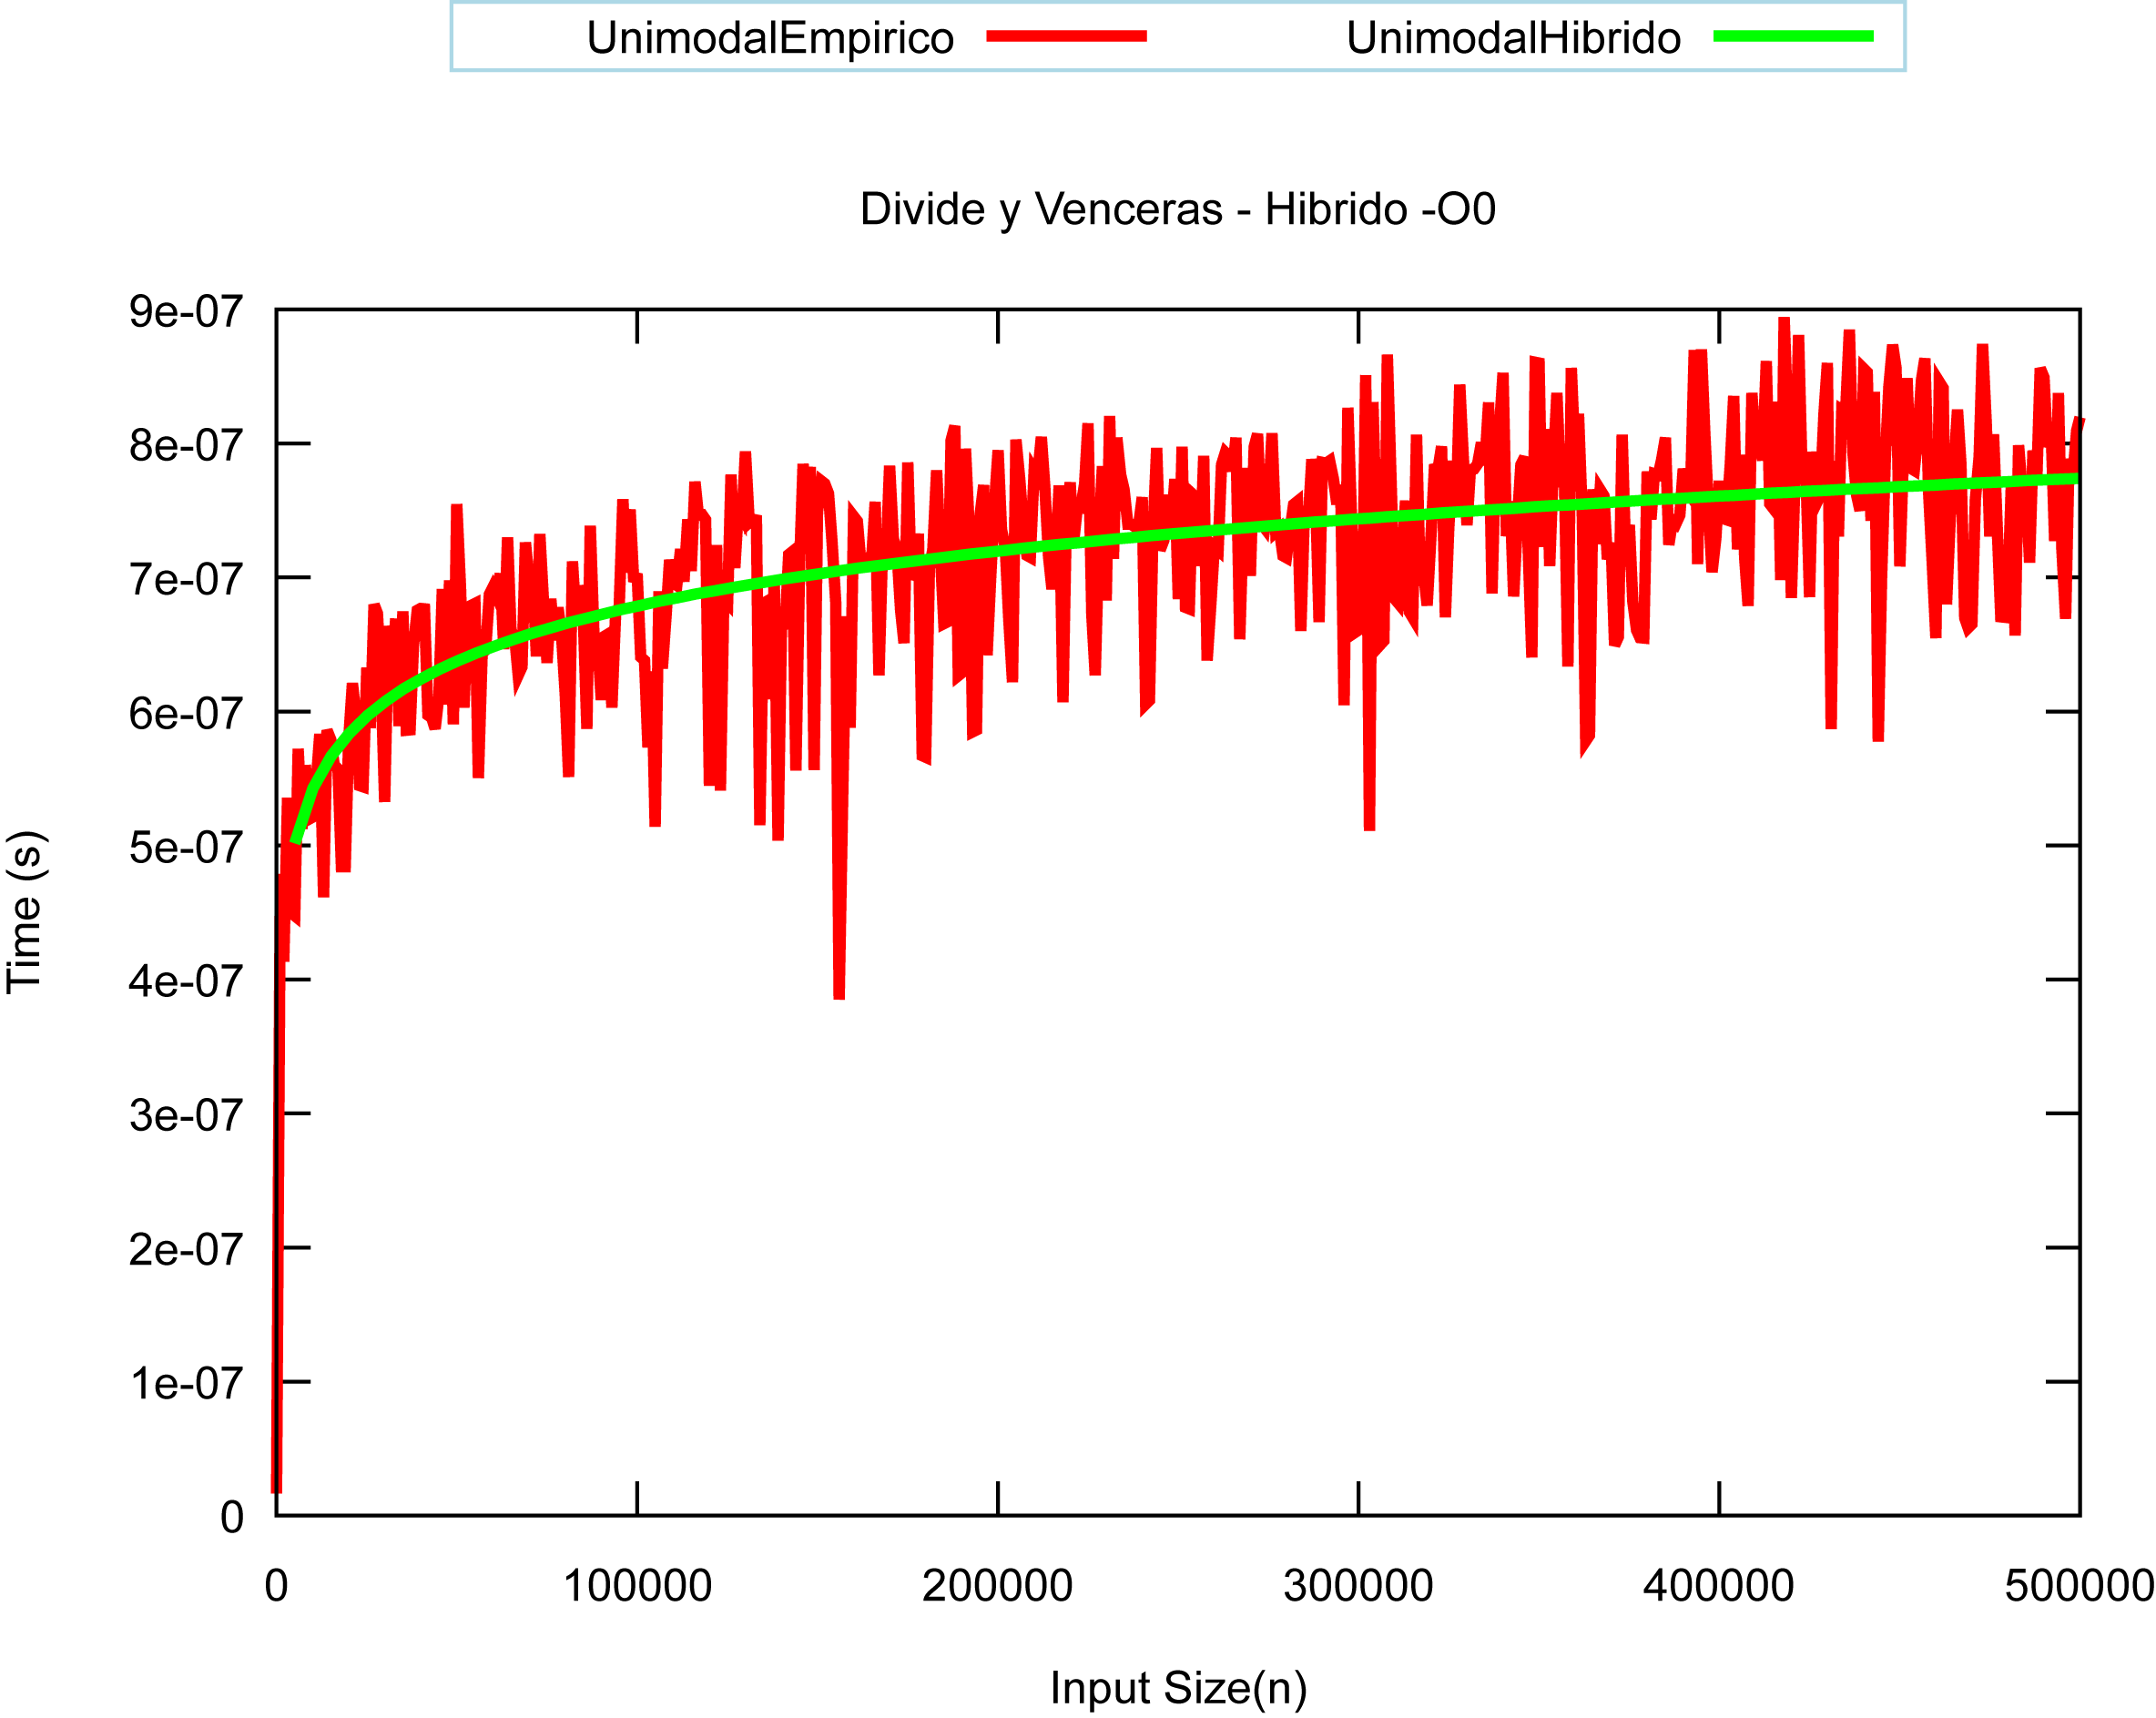 UnimodalEmpirico UnimodalHibrido
Divide y Venceras - Hibrido -O0
9e-07
8e-07
7e-07
6e-07
5e-07
4e-07
3e-07
2e-07
1e-07
0
Time (s)
0 100000 200000 300000 400000 500000
Input Size(n)